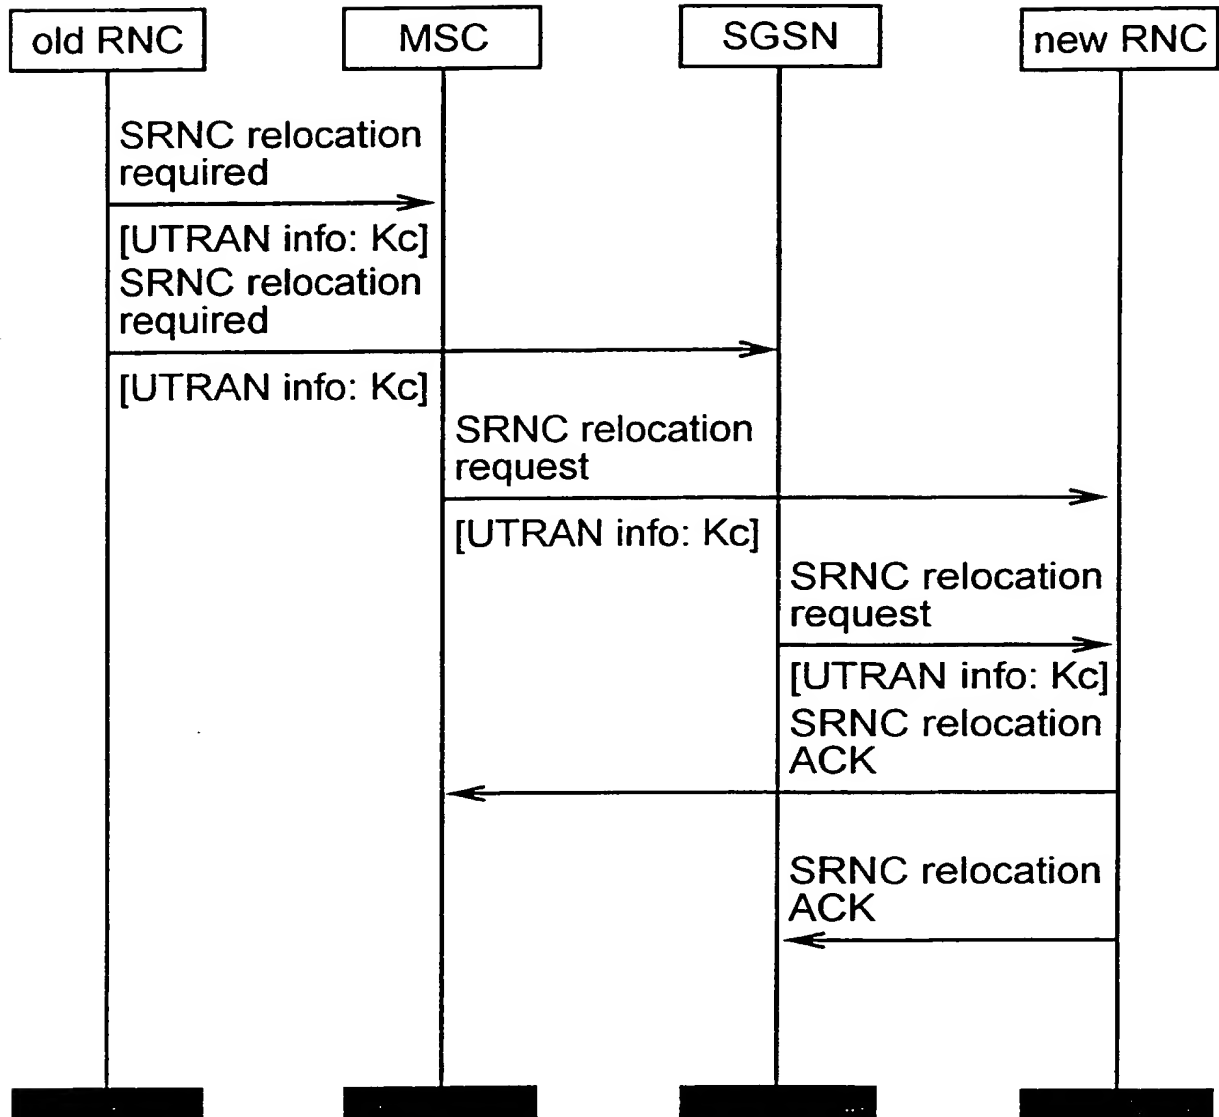 old RNC
MSC
SGSN
new RNC
SRNC relocation
required
[UTRAN info: Kc]
SRNC relocation
required
[UTRAN info: Kc]
SRNC relocation
request
[UTRAN info: Kc]
SRNC relocation
request
[UTRAN info: Kc]
SRNC relocation
ACK
SRNC relocation
ACK